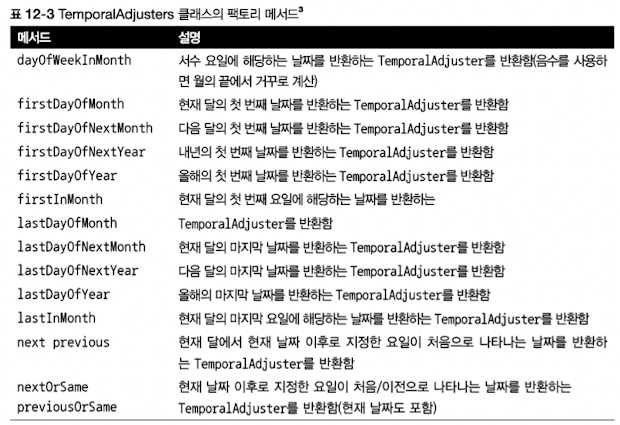 표 12-3 TemporalAdjusters 클래스의 팩토리 메서드³
메서드 설명
dayOfWeekInMonth 서수 요일에 해당하는 날짜를 반환하는 TemporalAdjuster를 반환함(음수를 사용하
면 월의 끝에서 거꾸로 계산)
firstDayOfMonth 현재 달의 첫 번째 날짜를 반환하는 TemporalAdjuster를 반환함
firstDayOfNextMonth 다음 달의 첫 번째 날짜를 반환하는 TemporalAdjuster를 반환함
firstDayOfNextYear 내년의 첫 번째 날짜를 반환하는 TemporalAdjuster를 반환함
firstDayOfYear 올해의 첫 번째 날짜를 반환하는 TemporalAdjuster를 반환함
firstInMonth 현재 달의 첫 번째 요일에 해당하는 날짜를 반환하는
lastDayOfMonth TemporalAdjuster를 반환함
lastDayOfNextMonth 현재 달의 마지막 날짜를 반환하는 TemporalAdjuster를 반환함
lastDayOfNextYear 다음 달의 마지막 날짜를 반환하는 TemporalAdjuster를 반환함
lastDayOfYear 올해의 마지막 날짜를 반환하는 TemporalAdjuster를 반환함
lastInMonth 현재 달의 마지막 요일에 해당하는 날짜를 반환하는 TemporalAdjuster를 반환함
next previous 현재 달에서 현재 날짜 이후로 지정한 요일이 처음으로 나타나는 날짜를 반환하
는 TemporalAdjuster를 반환함
nextOrSame 현재 날짜 이후로 지정한 요일이 처음/이전으로 나타나는 날짜를 반환하는
previousOrSame TemporalAdjuster를 반환함(현재 날짜도 포함)